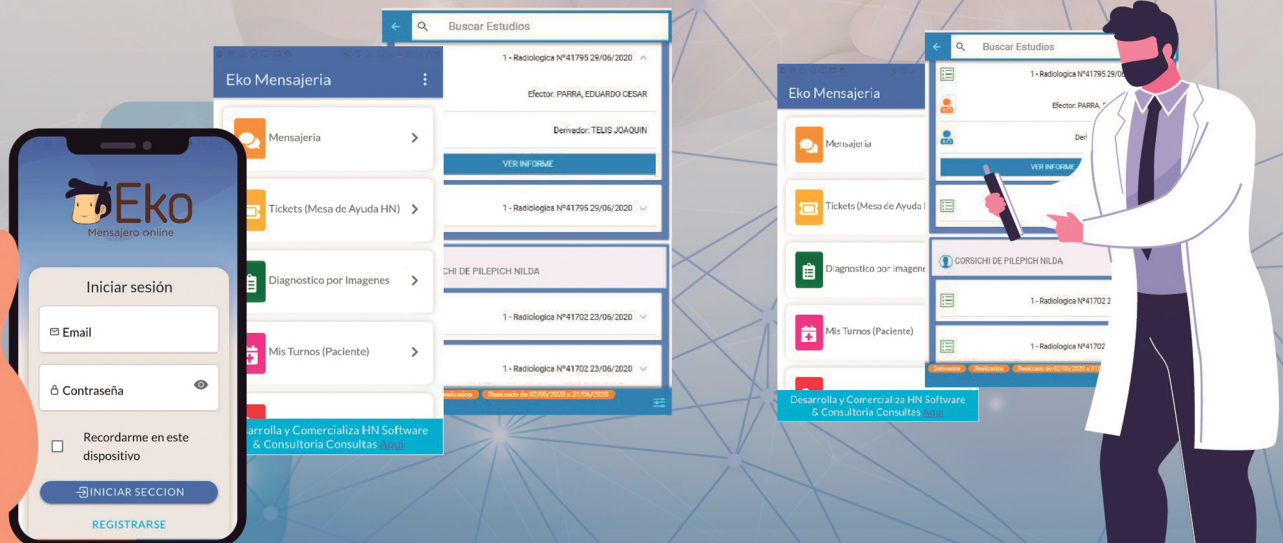 Eko
Mensajero online
Iniciar sesión
Email
Contraseña
Recordarme en este
dispositivo
INICIAR SECCION
REGISTRARSE
Eko Mensajeria
Mensajeria
Tickets (Mesa de Ayuda HN)
Diagnostico por Imagenes
Mis Turnos (Paciente)
arrolla y Comercializa HN Software
& Consultoria Consultas Aqui
Buscar Estudios
1 - Radiologica Nº41795 29/06/2020
Efector: PARRA, EDUARDO CESAR
Derivador: TELIS JOAQUIN
VER INFORME
1 - Radiologica Nº41795 29/06/2020
CHI DE PILEPICH NILDA
1 - Radiologica Nº41702 23/06/2020
1 - Radiologica Nº41702 23/06/2020
Realizado de 02/06/2020 a 21/06/2020
Eko Mensajeria
Mensajeria
Tickets (Mesa de Ayuda
Diagnostico por Imagene
Mis Turnos (Paciente)
Desarrolla y Comercializa HN Software
& Consultoria Consultas Aqui
Buscar Estudios
1 - Radiologica Nº41795 29/06
Efector: PARRA,
Deri
VER INFORME
CORSICHI DE PILEPICH NILDA
1 - Radiologica Nº41702 2
1 - Radiologica Nº41702
Derivados
Realizados
Realizado de 02/06/2020 a 21/0